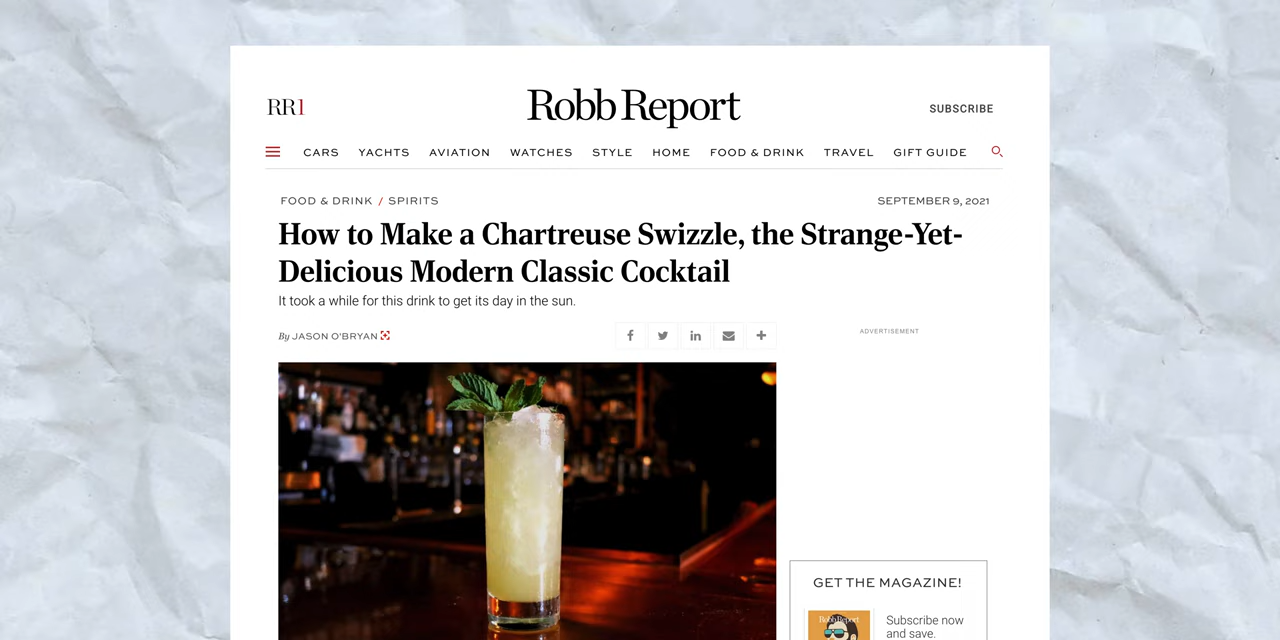 RR1
Robb Report
SUBSCRIBE
CARS YACHTS AVIATION WATCHES STYLE HOME FOOD & DRINK TRAVEL GIFT GUIDE
FOOD & DRINK / SPIRITS
SEPTEMBER 9, 2021
How to Make a Chartreuse Swizzle, the Strange-Yet-
Delicious Modern Classic Cocktail
It took a while for this drink to get its day in the sun.
By JASON O'BRYAN
ADVERTISEMENT
GET THE MAGAZINE!
Robb Report
Subscribe now
and save.